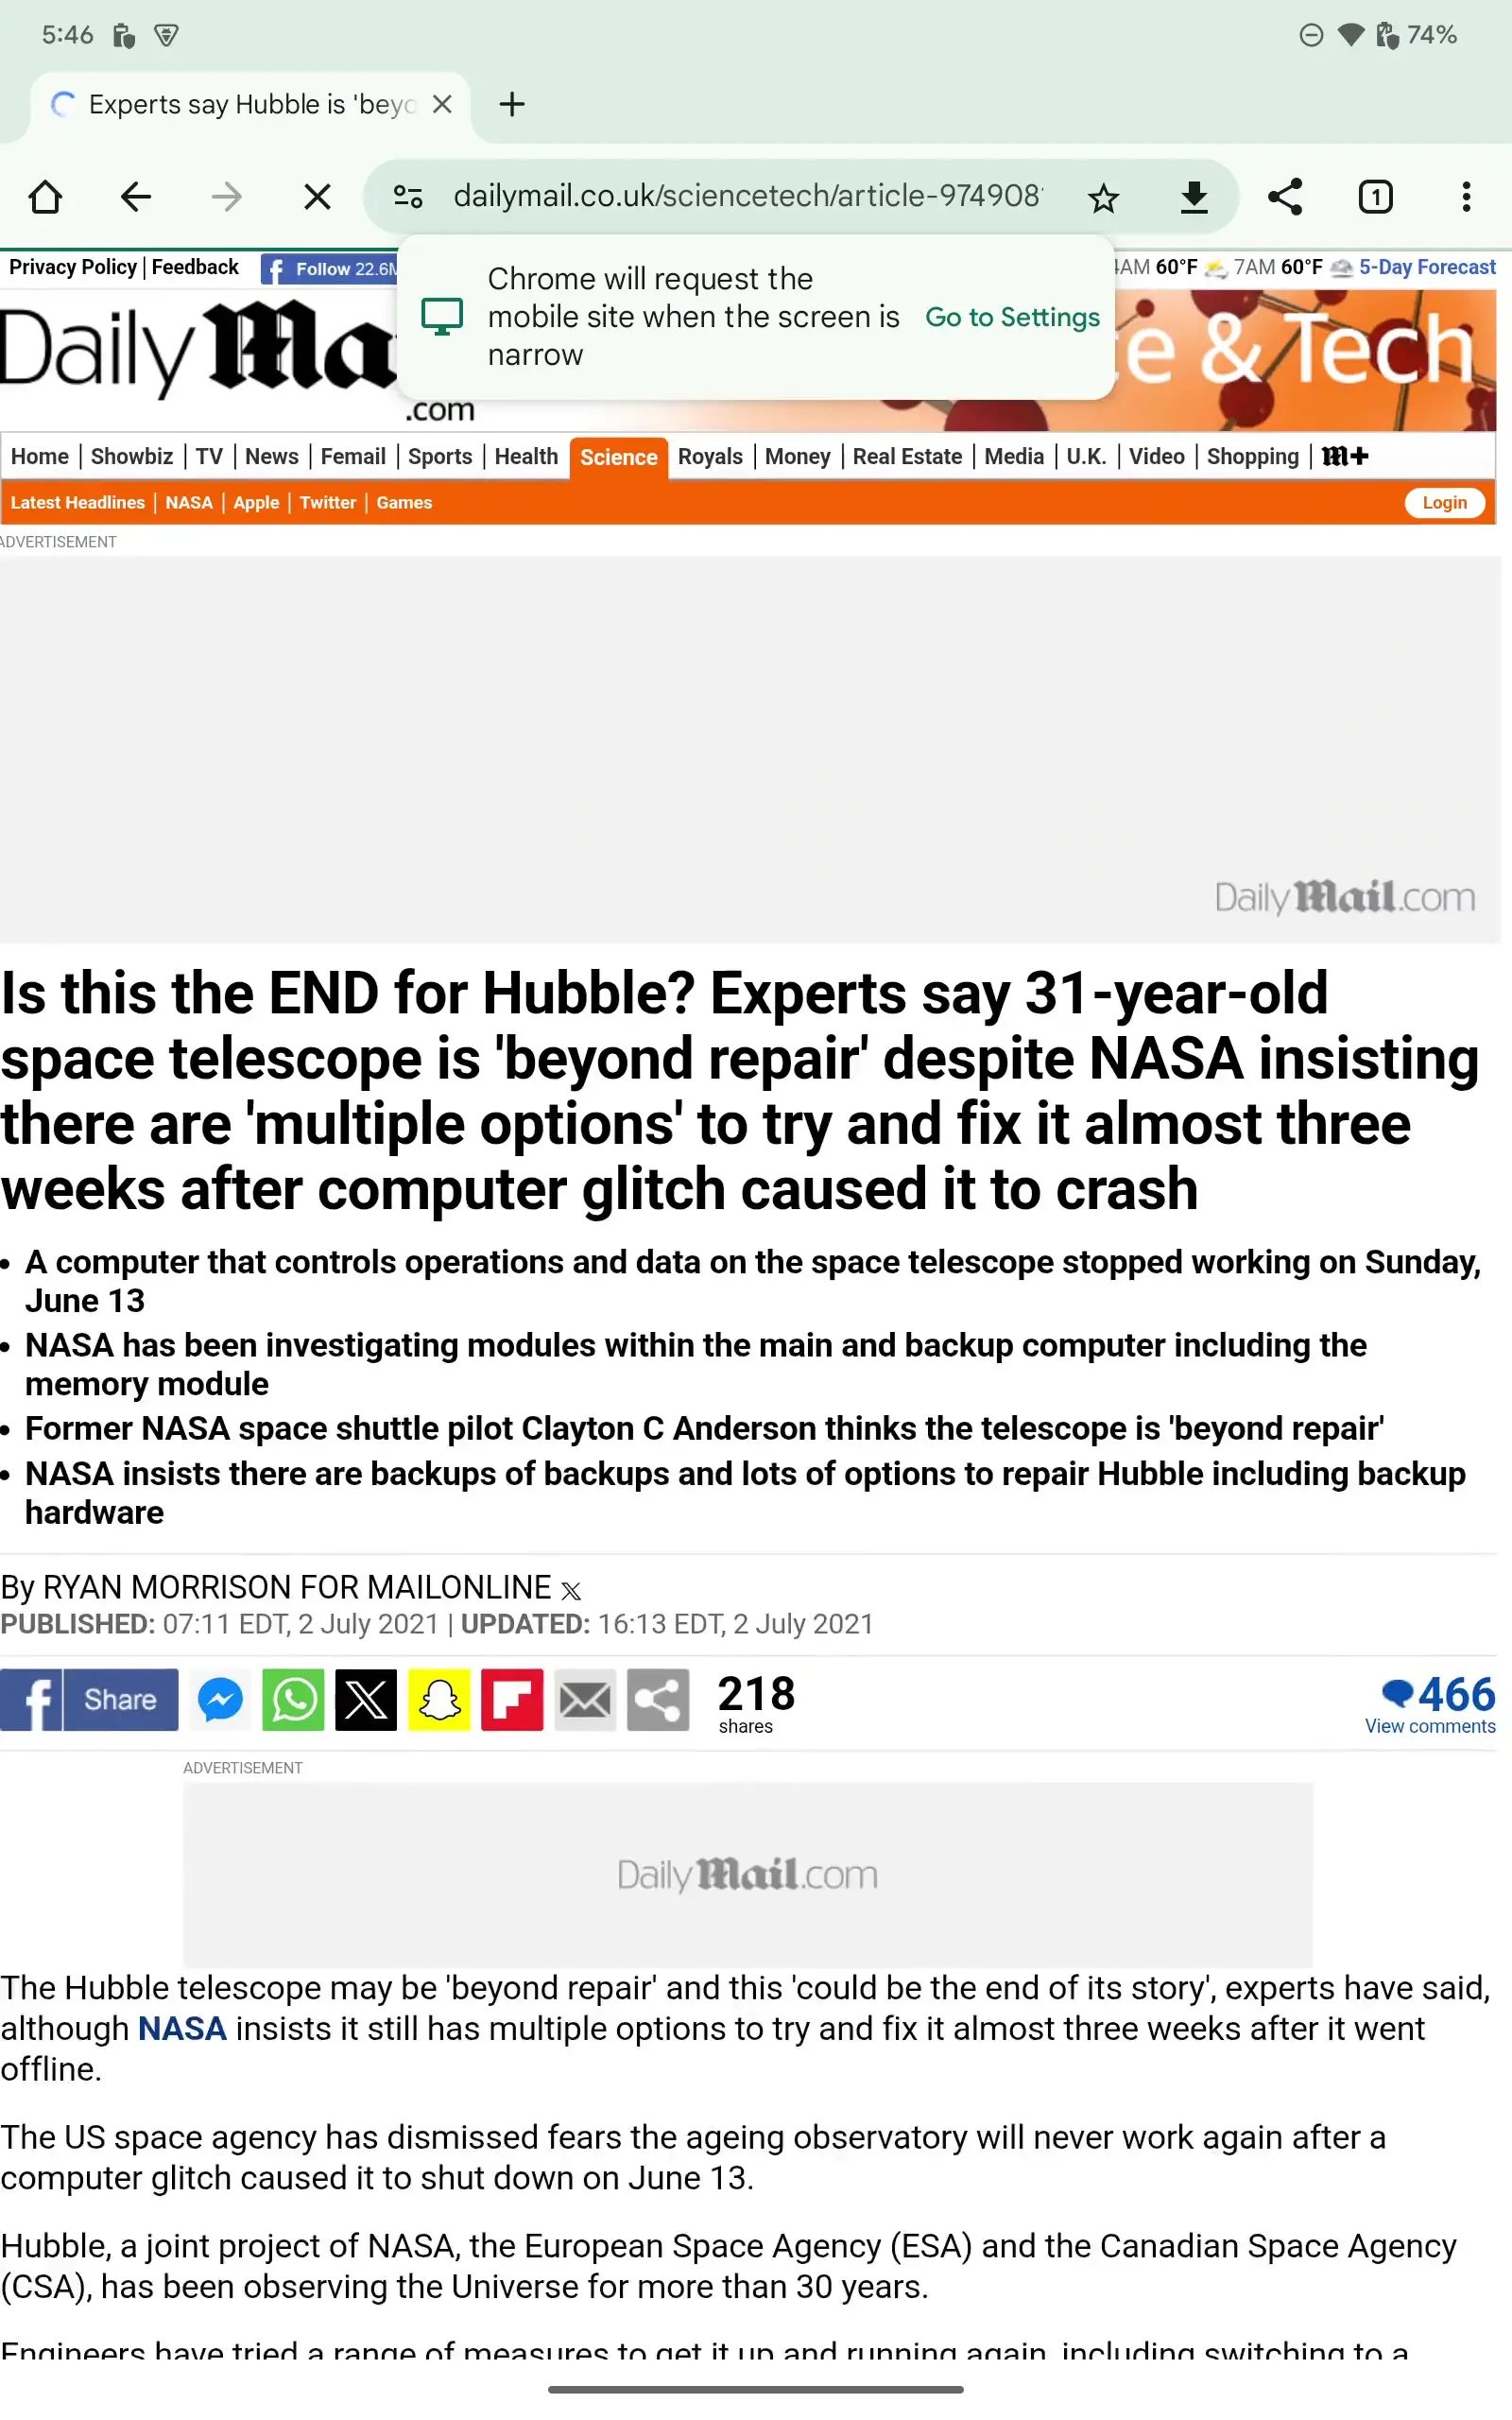 5:46
74%
Experts say Hubble is 'beyo
dailymail.co.uk/sciencetech/article-974908
1
Privacy Policy | Feedback
Follow 22.6M
4AM 60°F 7AM 60°F 5-Day Forecast
Chrome will request the
mobile site when the screen is
narrow
Go to Settings
Daily Ma
.com
e & Tech
Home | Showbiz | TV | News | Femail | Sports | Health | Science | Royals | Money | Real Estate | Media | U.K. | Video | Shopping | m+
Latest Headlines | NASA | Apple | Twitter | Games
Login
ADVERTISEMENT
Daily Mail.com
Is this the END for Hubble? Experts say 31-year-old
space telescope is 'beyond repair' despite NASA insisting
there are 'multiple options' to try and fix it almost three
weeks after computer glitch caused it to crash
• A computer that controls operations and data on the space telescope stopped working on Sunday,
June 13
• NASA has been investigating modules within the main and backup computer including the
memory module
• Former NASA space shuttle pilot Clayton C Anderson thinks the telescope is 'beyond repair'
• NASA insists there are backups of backups and lots of options to repair Hubble including backup
hardware
By RYAN MORRISON FOR MAILONLINE
PUBLISHED: 07:11 EDT, 2 July 2021 | UPDATED: 16:13 EDT, 2 July 2021
Share
218
shares
466
View comments
ADVERTISEMENT
Daily Mail.com
The Hubble telescope may be 'beyond repair' and this 'could be the end of its story', experts have said,
although NASA insists it still has multiple options to try and fix it almost three weeks after it went
offline.
The US space agency has dismissed fears the ageing observatory will never work again after a
computer glitch caused it to shut down on June 13.
Hubble, a joint project of NASA, the European Space Agency (ESA) and the Canadian Space Agency
(CSA), has been observing the Universe for more than 30 years.
Engineers have tried a range of measures to get it up and running again, including switching to a